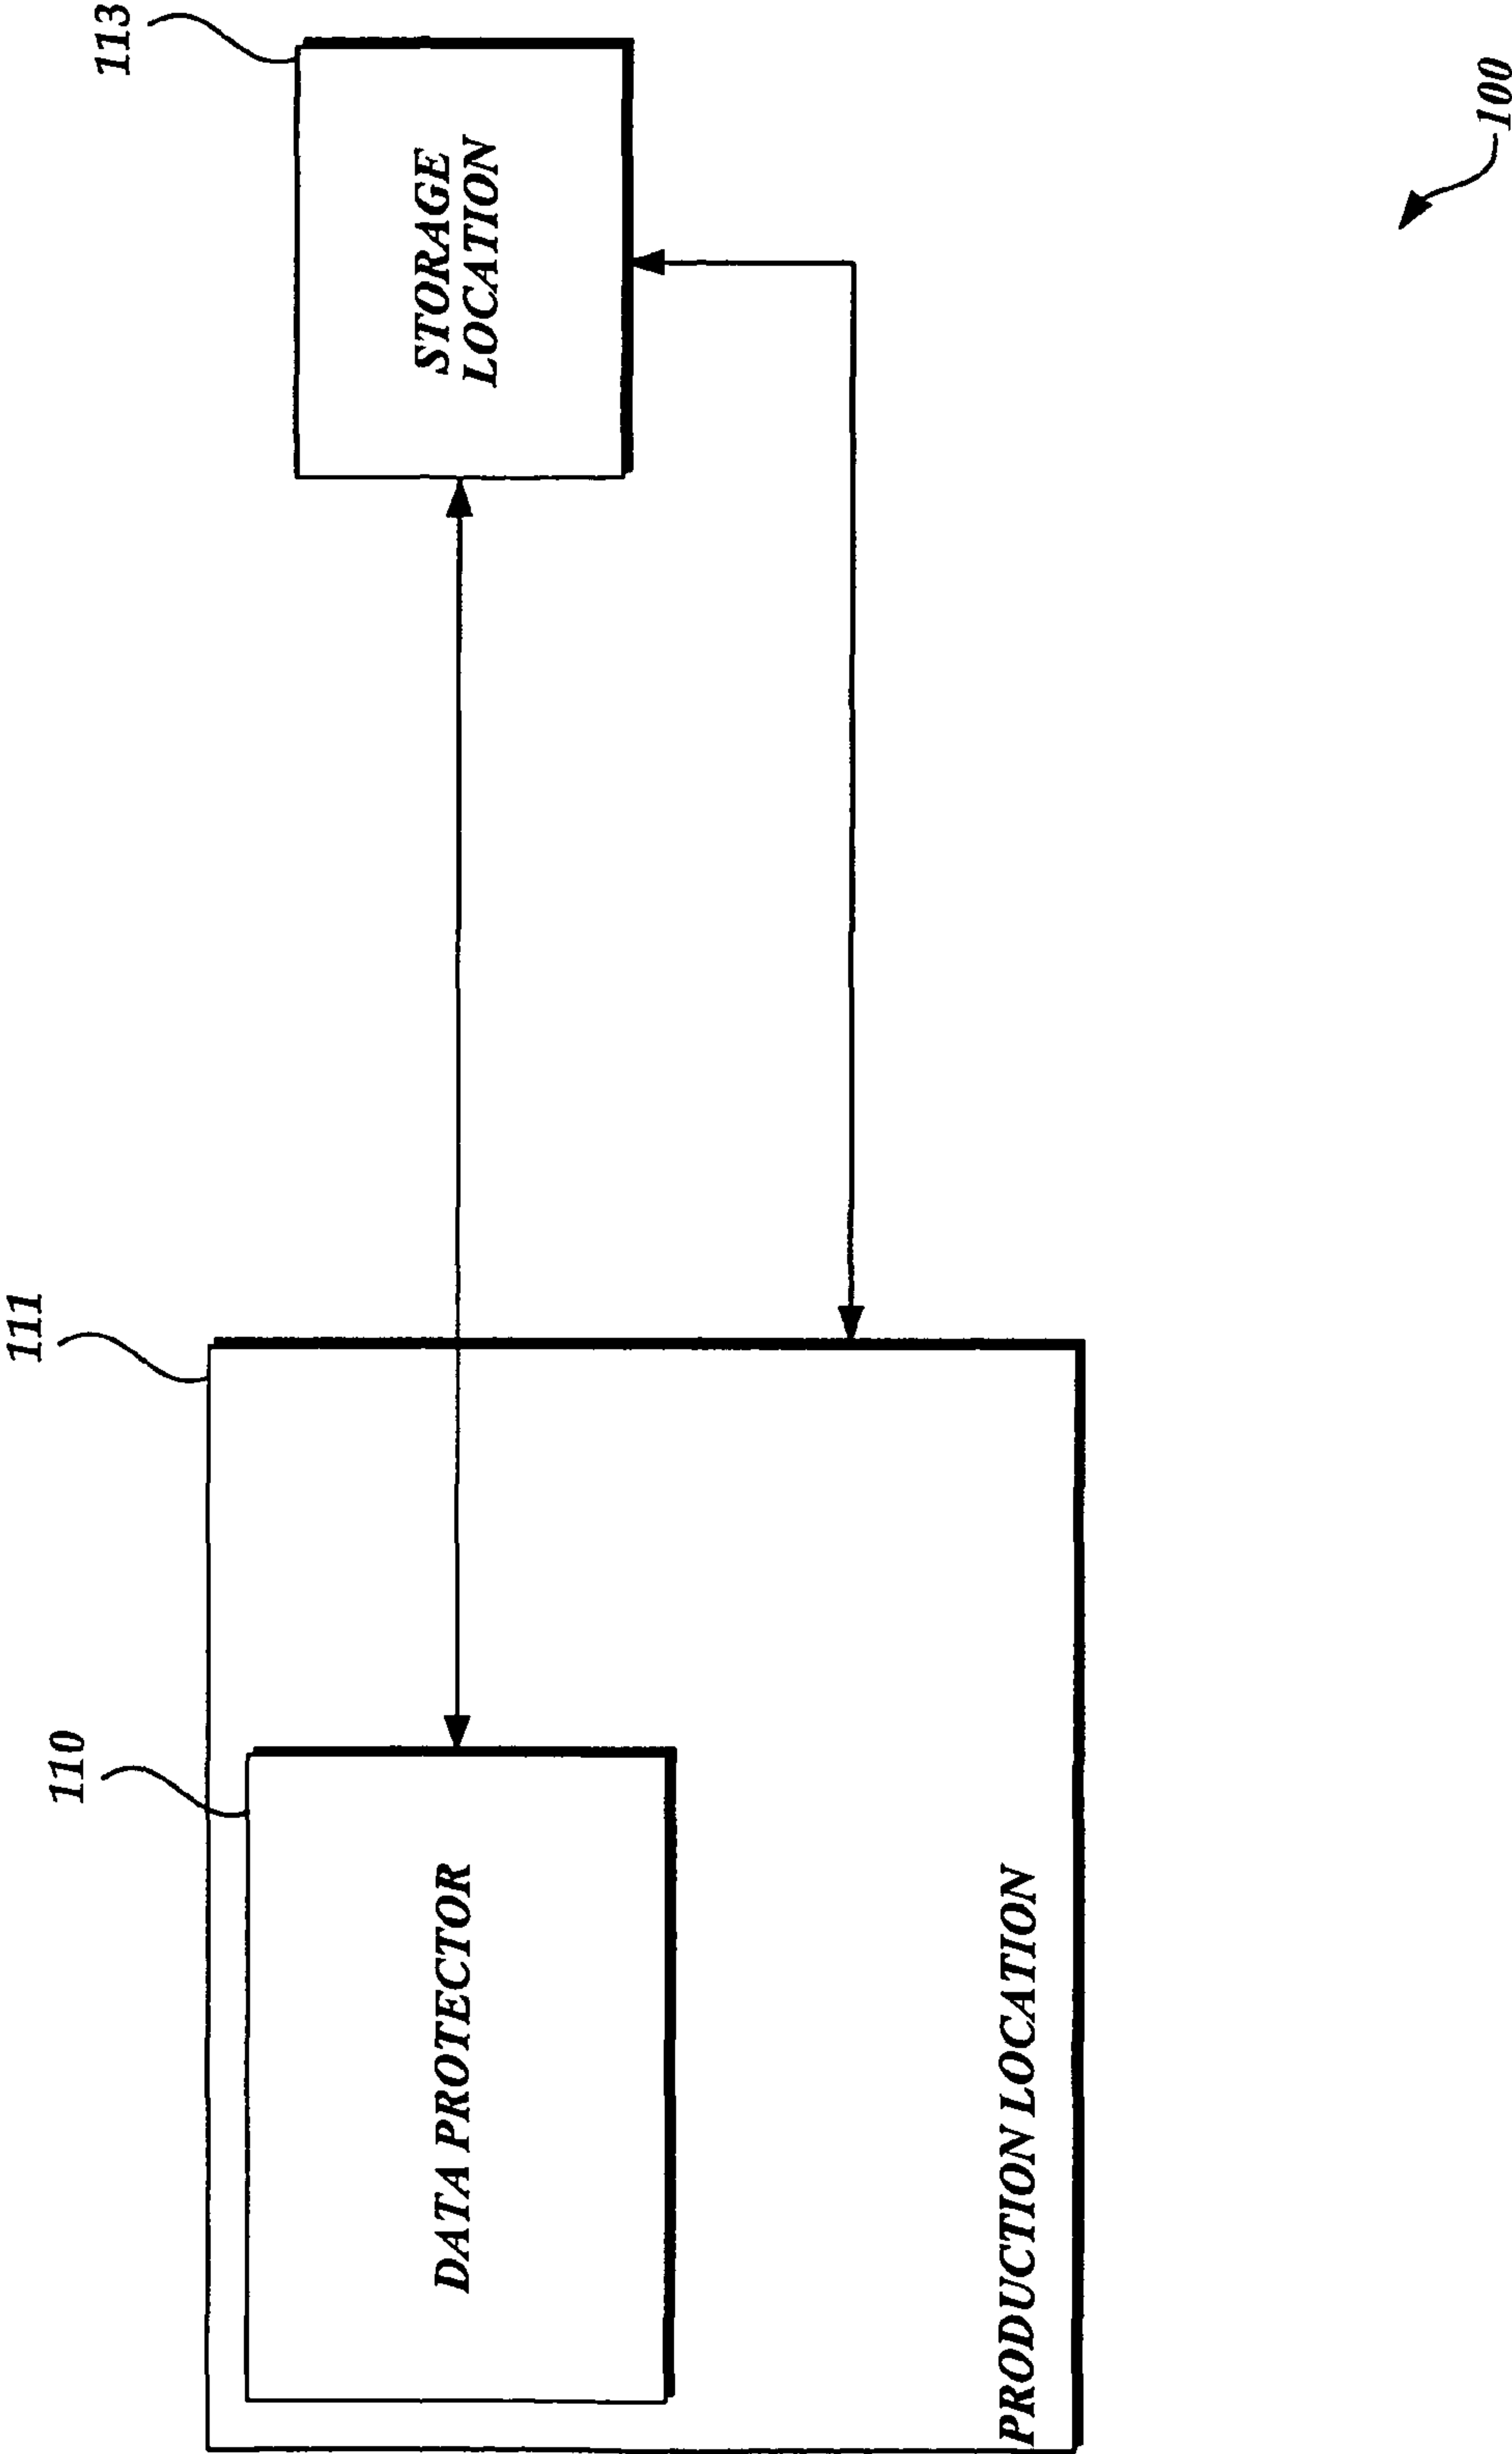 110
111
113
DATA PROTECTOR
STORAGE
LOCATION
PRODUCTION LOCATION
100